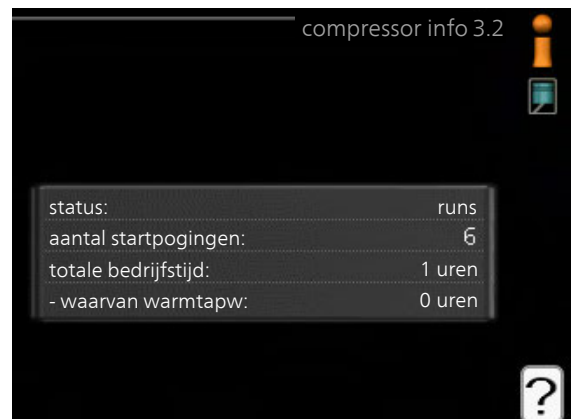 compressor info 3.2
status: runs
aantal startpogingen: 6
totale bedrijfstijd: 1 uren
- waarvan warmtapw: 0 uren
?